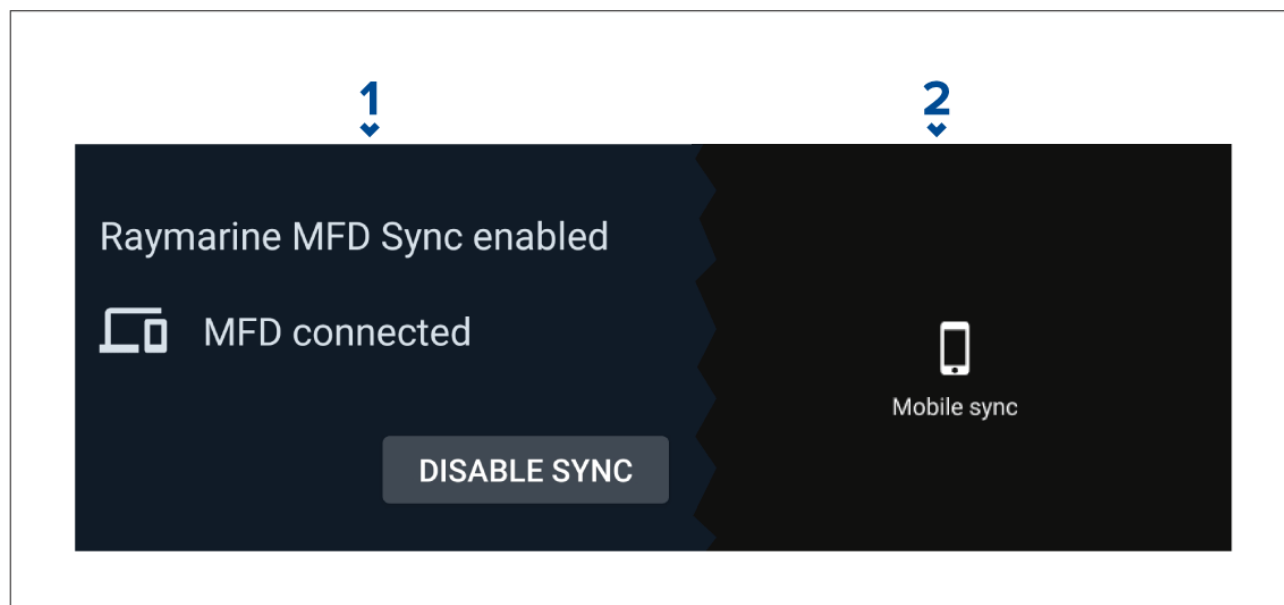 1
2
Raymarine MFD Sync enabled
MFD connected
DISABLE SYNC
Mobile sync